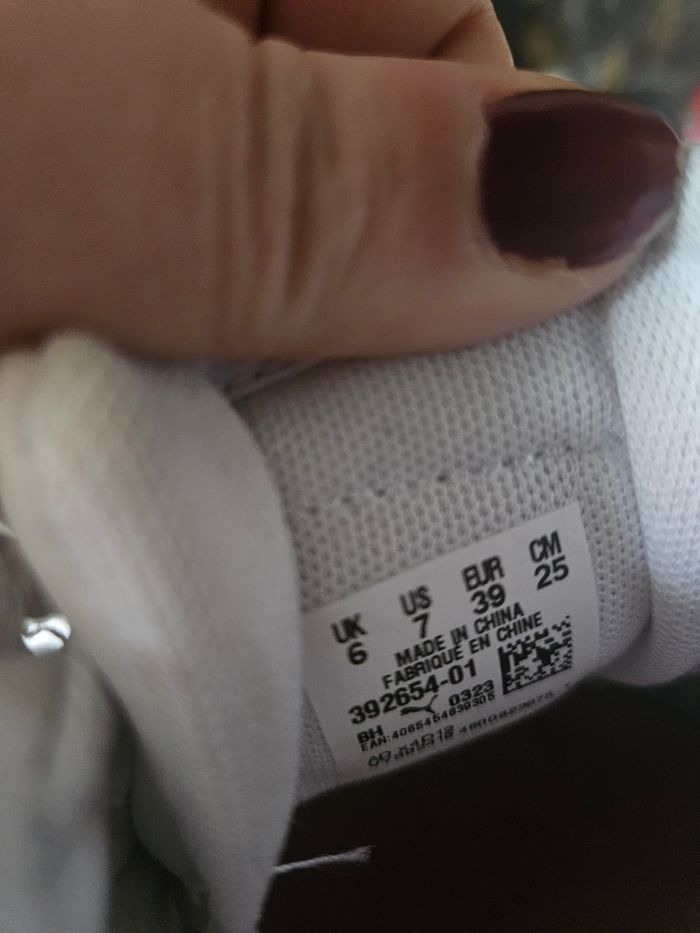 UK US EUR CM
6 7 39 25
MADE IN CHINA
FABRIQUE EN CHINE
392654-01
BH 0323